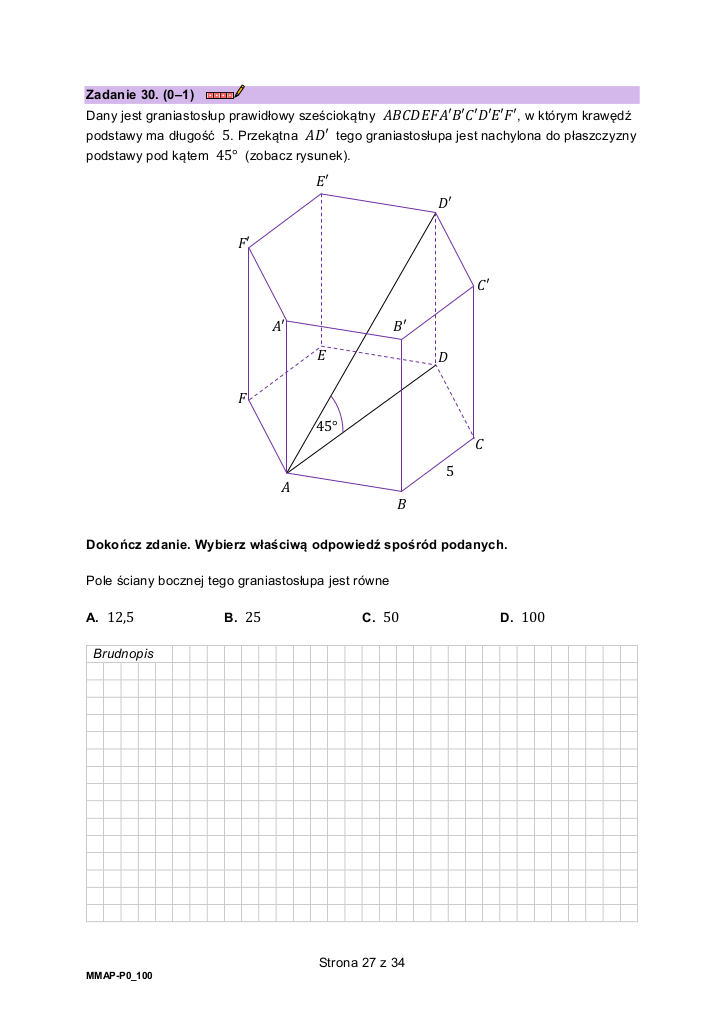 Zadanie 30. (0–1)
Dany jest graniastosłup prawidłowy sześciokątny ABCDEFA′B′C′D′E′F′, w którym krawędź
podstawy ma długość 5. Przekątna AD′ tego graniastosłupa jest nachylona do płaszczyzny
podstawy pod kątem 45° (zobacz rysunek).
E′
D′
F′
C′
A′
B′
E
D
F
45°
C
5
A
B
Dokończ zdanie. Wybierz właściwą odpowiedź spośród podanych.
Pole ściany bocznej tego graniastosłupa jest równe
A. 12,5 B. 25 C. 50 D. 100
Brudnopis
Strona 27 z 34
MMAP-P0_100